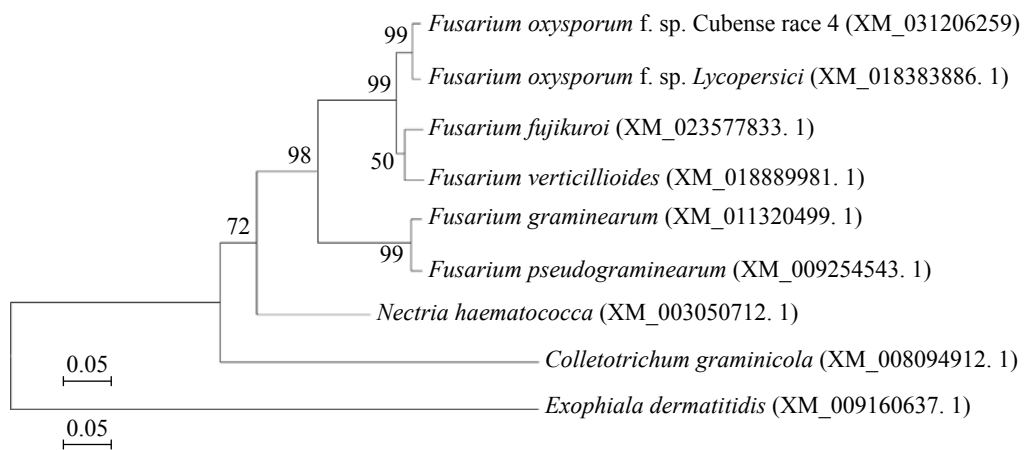 99
Fusarium oxysporum f. sp. Cubense race 4 (XM_031206259)
99
Fusarium oxysporum f. sp. Lycopersici (XM_018383886. 1)
Fusarium fujikuroi (XM_023577833. 1)
98
50
Fusarium verticillioides (XM_018889981. 1)
72
Fusarium graminearum (XM_011320499. 1)
99
Fusarium pseudograminearum (XM_009254543. 1)
Nectria haematococca (XM_003050712. 1)
0.05
Colletotrichum graminicola (XM_008094912. 1)
Exophiala dermatitidis (XM_009160637. 1)
0.05